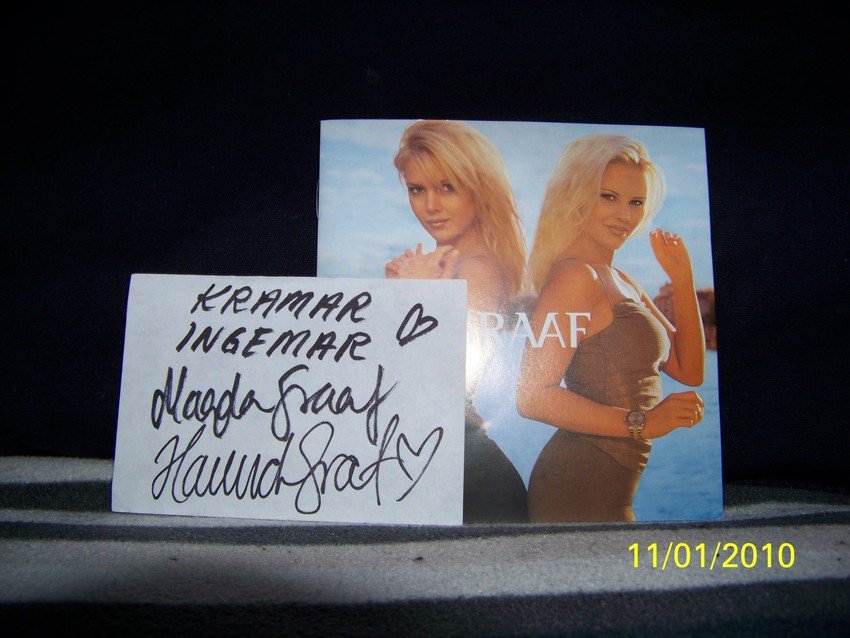 KRAMAR
INGEMAR
Magda Graaf
Hannah Graaf
RAAF
11/01/2010